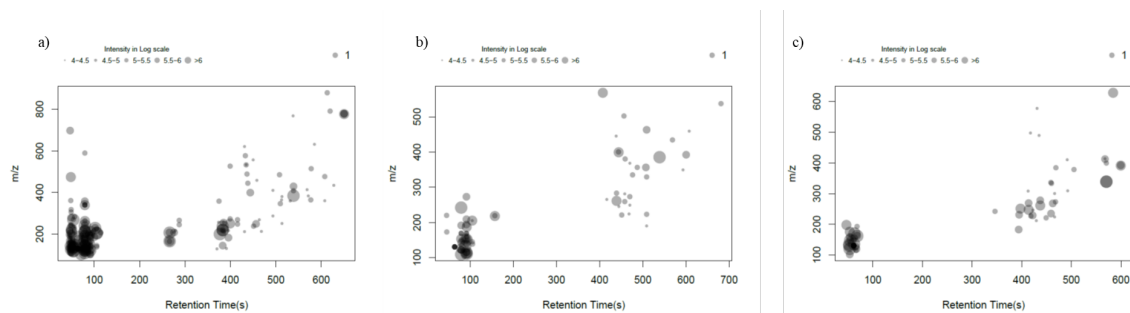 a)
Intensity in Log scale
4~4.5 4.5~5 5~5.5 5.5~6 >6
1
m/z
800
600
400
200
100 200 300 400 500 600
Retention Time(s)
b)
Intensity in Log scale
4~4.5 4.5~5 5~5.5 5.5~6 >6
1
m/z
500
400
300
200
100
100 200 300 400 500 600 700
Retention Time(s)
c)
Intensity in Log scale
4~4.5 4.5~5 5~5.5 5.5~6 >6
1
m/z
600
500
400
300
200
100
100 200 300 400 500 600
Retention Time(s)